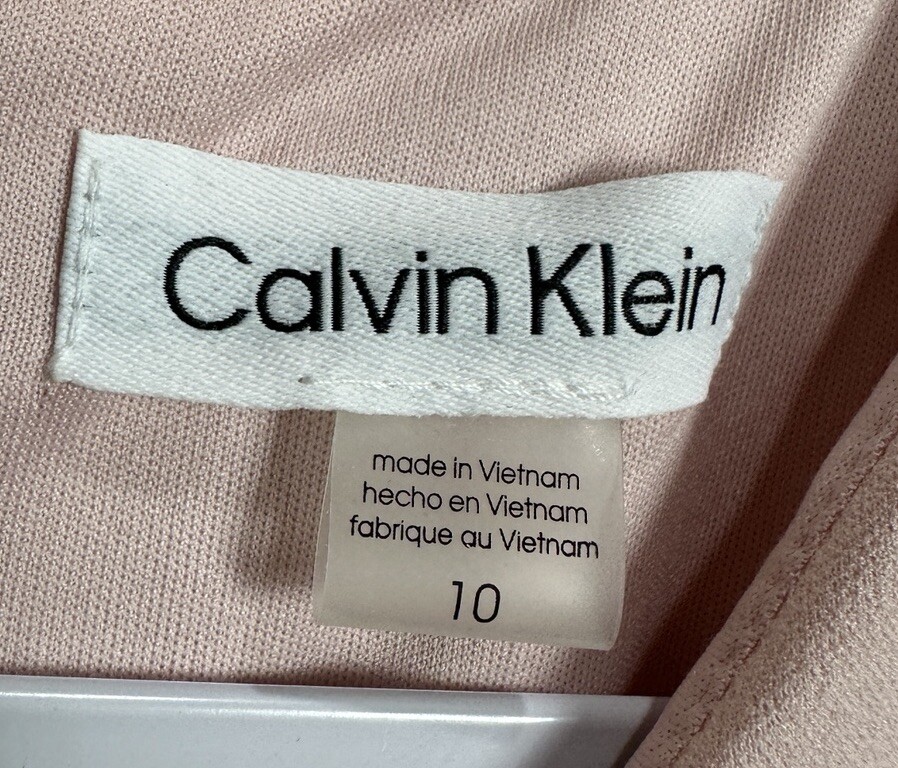 Calvin Klein
made in Vietnam
hecho en Vietnam
fabrique au Vietnam
10